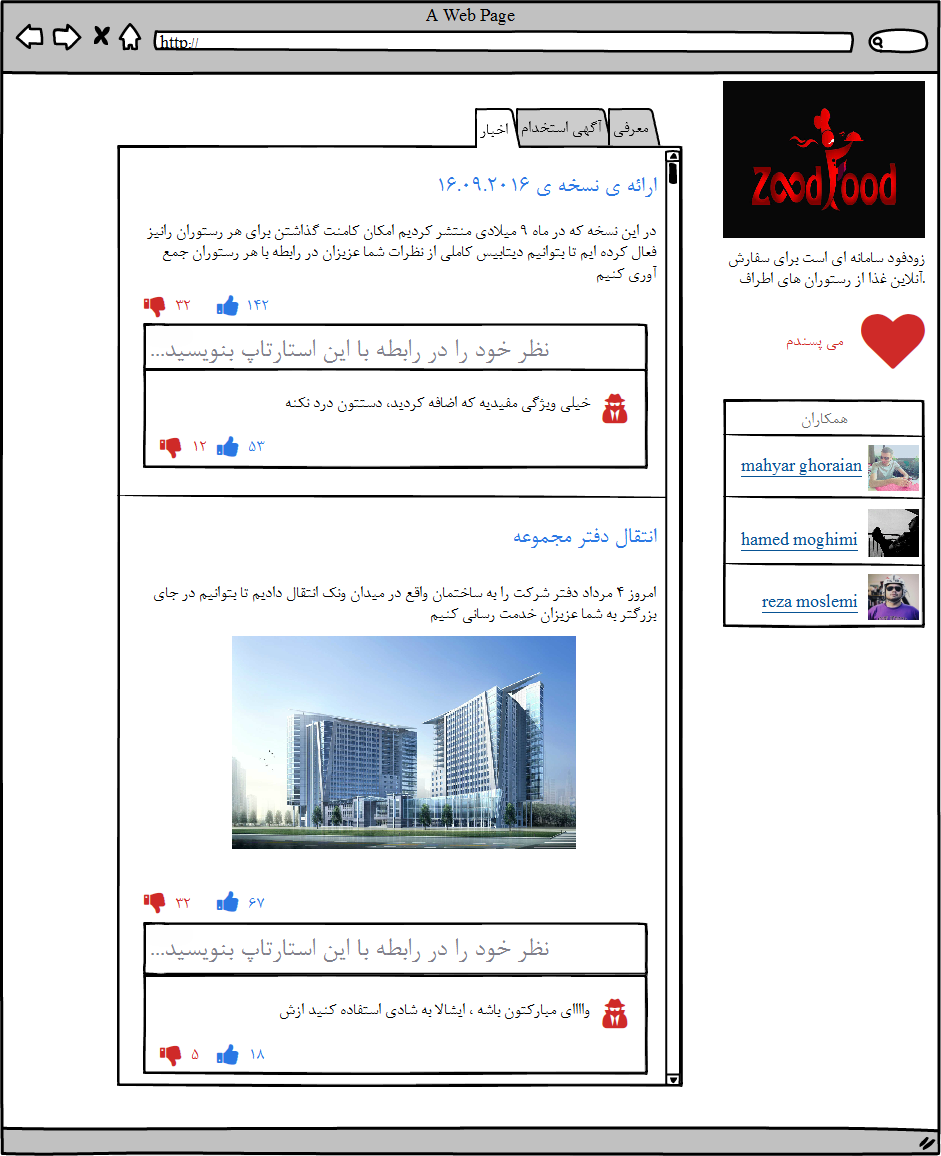 A Web Page
http://
ZoodFood
زودفود سامانه ای است برای سفارش
آنلاین غذا از رستوران های اطراف.
می پسندم
همکاران
mahyar ghoraian
hamed moghimi
reza moslemi
معرفی
آگهی استخدام
اخبار
ارائه ی نسخه ی ۱۶.۰۹.۲۰۱۶
در این نسخه که در ماه ۹ میلادی منتشر کردیم امکان کامنت گذاشتن برای هر رستوران رانیز
فعال کرده ایم تا بتوانیم دیتابیس کاملی از نظرات شما عزیزان در رابطه با هر رستوران جمع
آوری کنیم
۱۴۲ ۳۲
نظر خود را در رابطه با این استارتاپ بنویسید...
خیلی ویژگی مفیدیه که اضافه کردید، دستتون درد نکنه
۵۳ ۱۲
انتقال دفتر مجموعه
امروز ۴ مرداد دفتر شرکت را به ساختمان واقع در میدان ونک انتقال دادیم تا بتوانیم در جای
بزرگتر به شما عزیزان خدمت رسانی کنیم
۶۷ ۳۲
نظر خود را در رابطه با این استارتاپ بنویسید...
واااای مبارکتون باشه ، ایشالا به شادی استفاده کنید ازش
۱۸ ۵